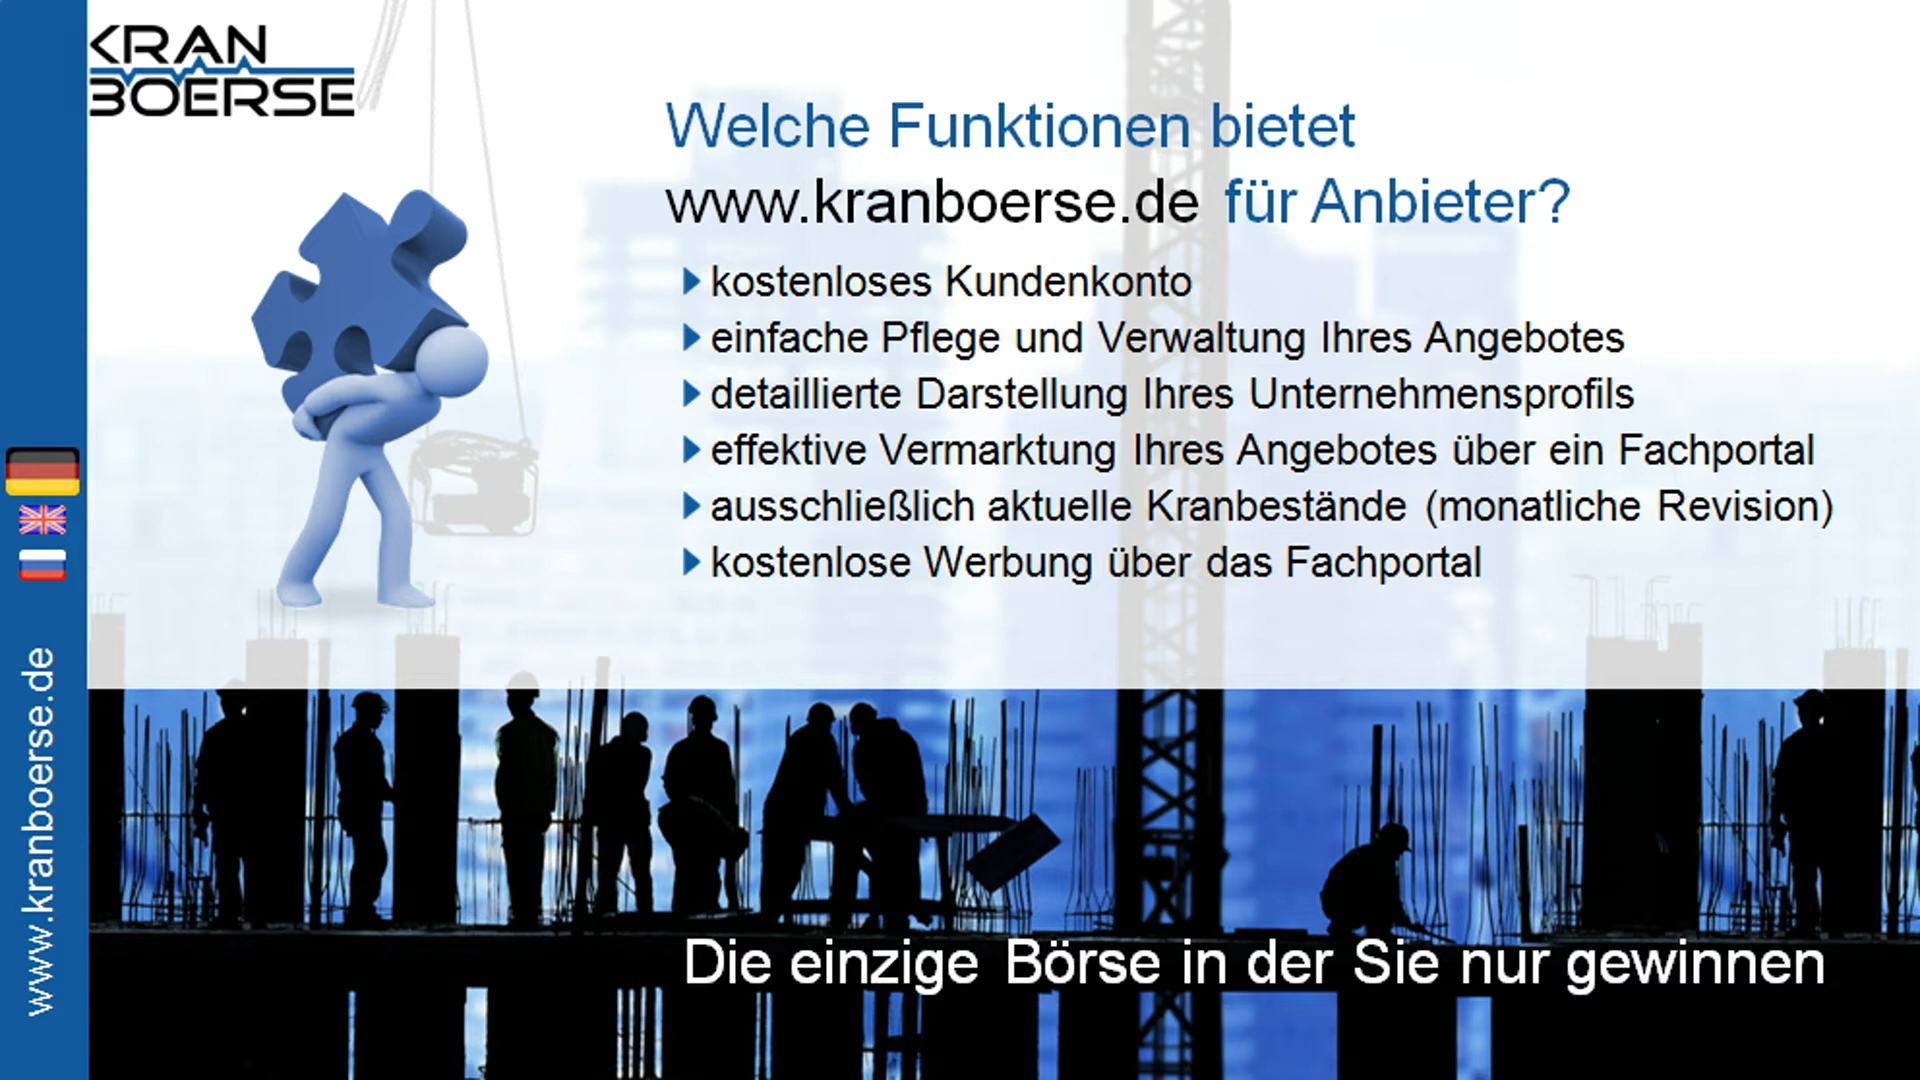 KRAN
BOERSE
Welche Funktionen bietet
www.kranboerse.de für Anbieter?
kostenloses Kundenkonto
einfache Pflege und Verwaltung Ihres Angebotes
detaillierte Darstellung Ihres Unternehmensprofils
effektive Vermarktung Ihres Angebotes über ein Fachportal
ausschließlich aktuelle Kranbestände (monatliche Revision)
kostenlose Werbung über das Fachportal
www.kranboerse.de
Die einzige Börse in der Sie nur gewinnen